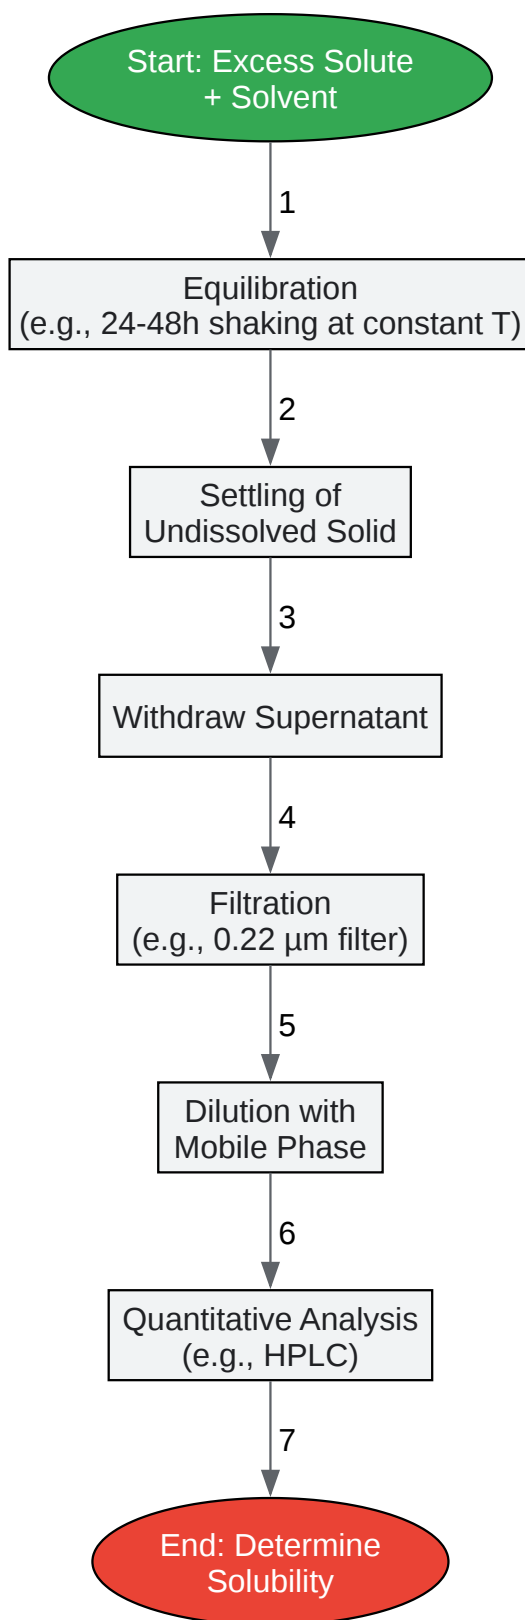 Start: Excess Solute
+ Solvent
1
Equilibration
(e.g., 24-48h shaking at constant T)
2
Settling of
Undissolved Solid
3
Withdraw Supernatant
4
Filtration
(e.g., 0.22 µm filter)
5
Dilution with
Mobile Phase
6
Quantitative Analysis
(e.g., HPLC)
7
End: Determine
Solubility